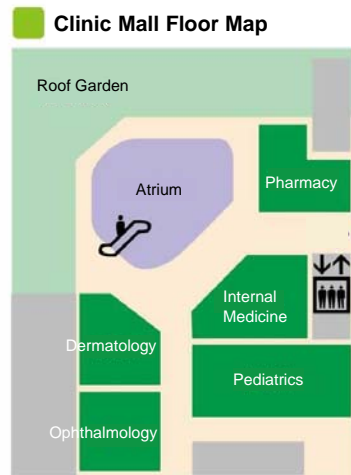 Clinic Mall Floor Map
Roof Garden
Atrium
Pharmacy
Internal
Medicine
Dermatology
Pediatrics
Ophthalmology